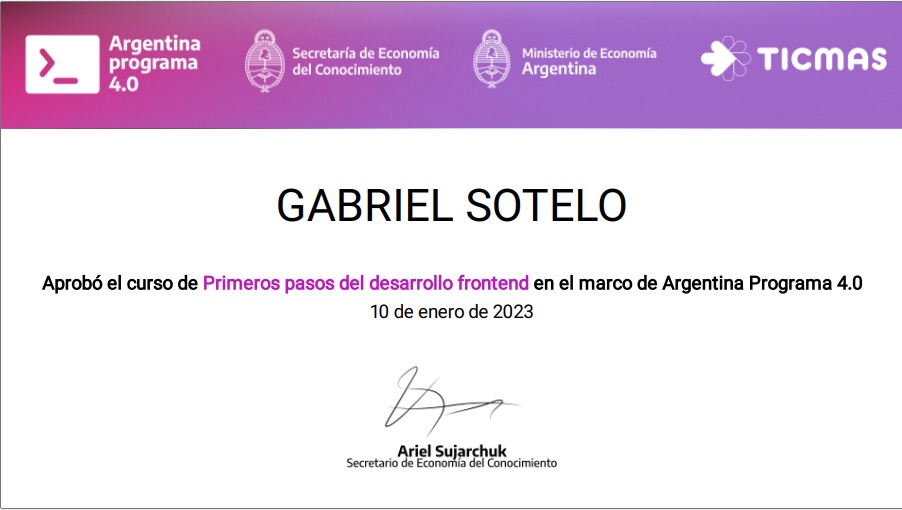 Argentina
programa
4.0
Secretaría de Economía
del Conocimiento
Ministerio de Economía
Argentina
TICMAS
GABRIEL SOTELO
Aprobó el curso de Primeros pasos del desarrollo frontend en el marco de Argentina Programa 4.0
10 de enero de 2023
Ariel Sujarchuk
Secretario de Economía del Conocimiento